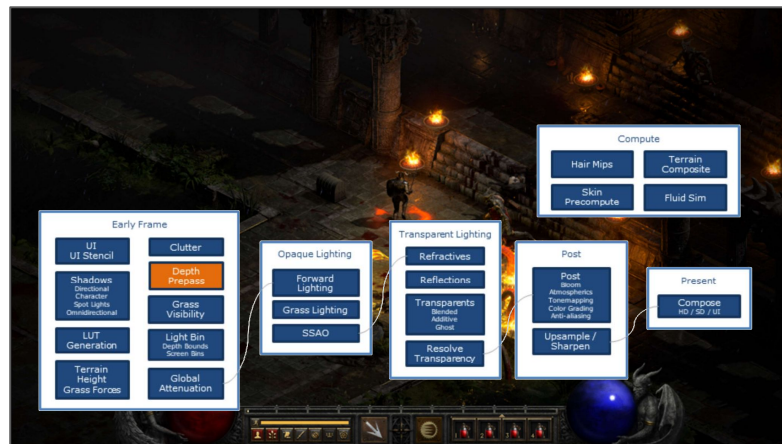 Compute
Hair Mips
Terrain
Composite
Skin
Precompute
Fluid Sim
Early Frame
UI
UI Stencil
Shadows
Directional
Character
Spot Lights
Omnidirectional
LUT
Generation
Terrain
Height
Grass Forces
Clutter
Depth
Prepass
Grass
Visibility
Light Bin
Depth Bounds
Screen Bins
Global
Attenuation
Opaque Lighting
Forward
Lighting
Grass Lighting
SSAO
Transparent Lighting
Refractives
Reflections
Transparents
Blended
Additive
Ghost
Resolve
Transparency
Post
Post
Bloom
Atmospherics
Tonemapping
Color Grading
Anti-aliasing
Upsample /
Sharpen
Present
Compose
HD / SD / UI